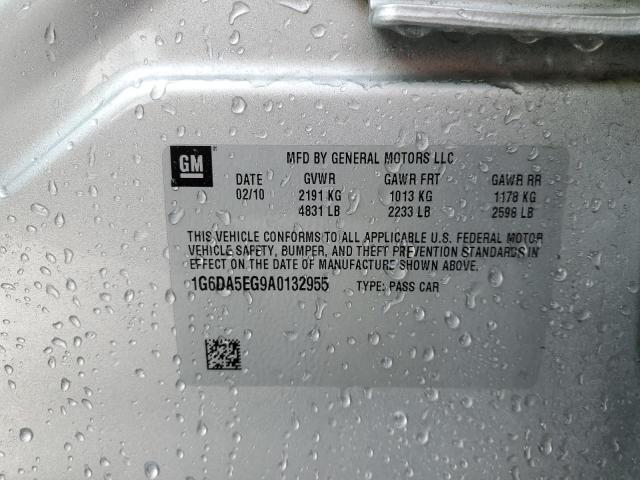 GM
MFD BY GENERAL MOTORS LLC
DATE GVWR GAWR FRT GAWR RR
02/10 2191 KG 1013 KG 1178 KG
4831 LB 2233 LB 2598 LB
THIS VEHICLE CONFORMS TO ALL APPLICABLE U.S. FEDERAL MOTOR
VEHICLE SAFETY, BUMPER, AND THEFT PREVENTION STANDARDS IN
EFFECT ON THE DATE OF MANUFACTURE SHOWN ABOVE.
1G6DA5EG9A0132955 TYPE: PASS CAR